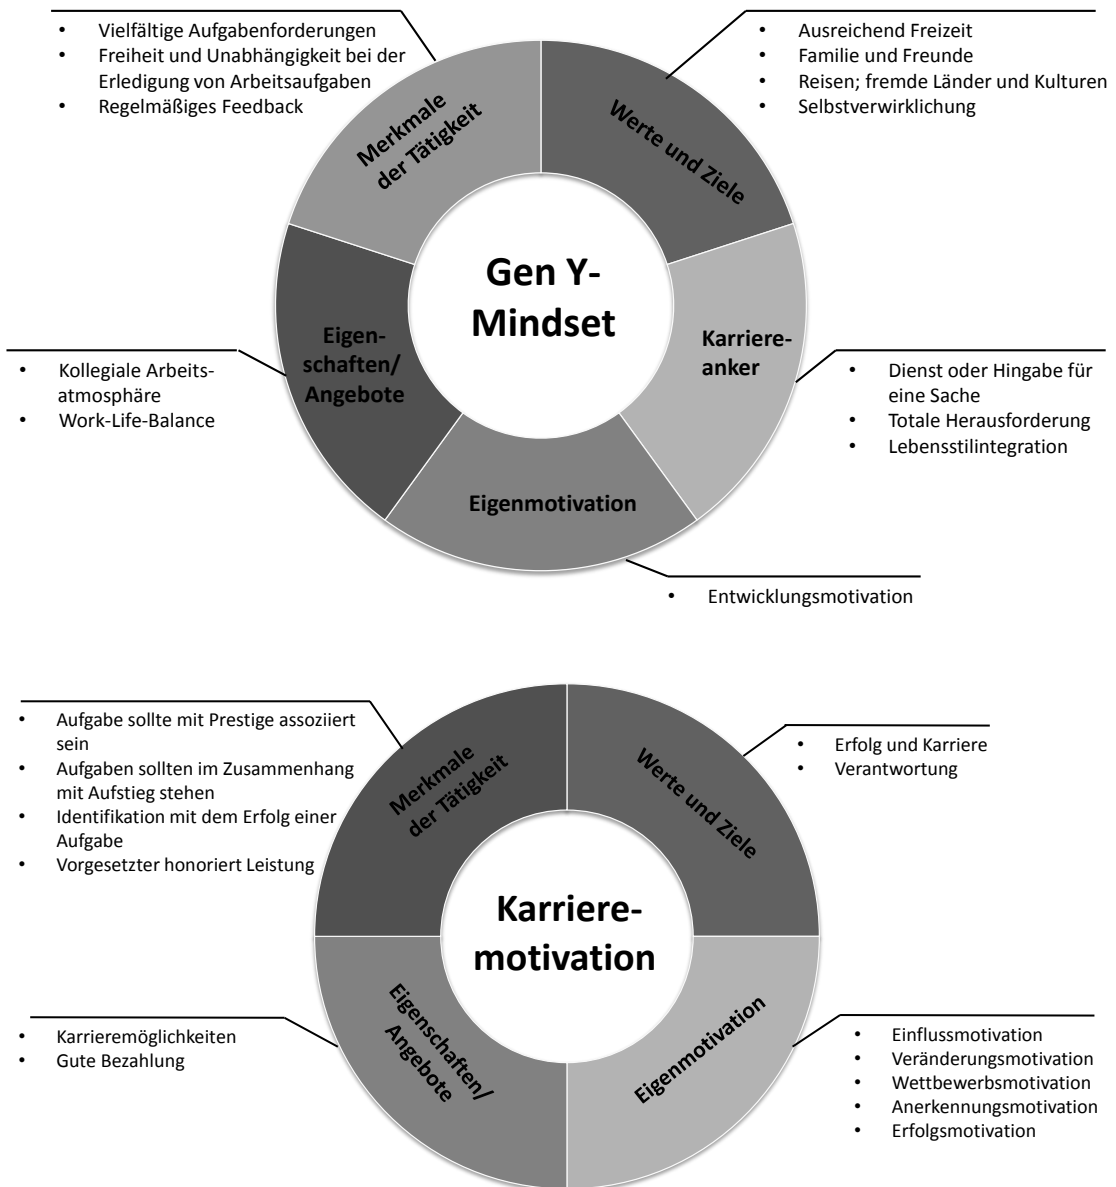 • Vielfältige Aufgabenforderungen
• Freiheit und Unabhängigkeit bei der
Erledigung von Arbeitsaufgaben
• Regelmäßiges Feedback
• Ausreichend Freizeit
• Familie und Freunde
• Reisen; fremde Länder und Kulturen
• Selbstverwirklichung
Merkmale
der Tätigkeit
Werte und Ziele
Gen Y-
Mindset
Eigen-
schaften/
Angebote
Karriere-
anker
• Kollegiale Arbeits-
atmosphäre
• Work-Life-Balance
• Dienst oder Hingabe für
eine Sache
• Totale Herausforderung
• Lebensstilintegration
Eigenmotivation
• Entwicklungsmotivation
• Aufgabe sollte mit Prestige assoziiert
sein
• Aufgaben sollten im Zusammenhang
mit Aufstieg stehen
• Identifikation mit dem Erfolg einer
Aufgabe
• Vorgesetzter honoriert Leistung
Merkmale
der Tätigkeit
Werte und Ziele
• Erfolg und Karriere
• Verantwortung
Karriere-
motivation
Eigenschaften/
Angebote
Eigenmotivation
• Karrieremöglichkeiten
• Gute Bezahlung
• Einflussmotivation
• Veränderungsmotivation
• Wettbewerbsmotivation
• Anerkennungsmotivation
• Erfolgsmotivation